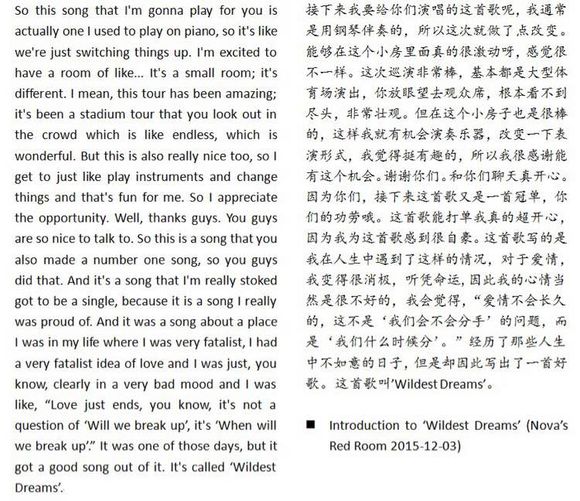 So this song that I'm gonna play for you is
actually one I used to play on piano, so it's like
we're just switching things up. I'm excited to
have a room of like... It's a small room; it's
different. I mean, this tour has been amazing;
it's been a stadium tour that you look out in
the crowd which is like endless, which is
wonderful. But this is also really nice too, so I
get to just like play instruments and change
things and that's fun for me. So I appreciate
the opportunity. Well, thanks guys. You guys
are so nice to talk to. So this is a song that you
also made a number one song, so you guys
did that. And it's a song that I'm really stoked
got to be a single, because it is a song I really
was proud of. And it was a song about a place
I was in my life where I was very fatalist, I had
a very fatalist idea of love and I was just, you
know, clearly in a very bad mood and I was
like, “Love just ends, you know, it's not a
question of ‘Will we break up’, it's ‘When will
we break up’.” It was one of those days, but it
got a good song out of it. It's called ‘Wildest
Dreams’.
接下来我要给你们演唱的这首歌呢，我通常
是用钢琴伴奏的，所以这次就做了点改变。
能够在这个小房里面真的很激动呀，感觉很
不一样。这次巡演非常棒，基本都是大型体
育场演出，你放眼望去观众席，根本看不到
尽头，非常壮观。但在这个小房子也是很棒
的，这样我就有机会演奏乐器，改变一下表
演形式，我觉得挺有趣的，所以我很感谢能
有这个机会。谢谢你们。和你们聊天真开心。
因为你们，接下来这首歌又是一首冠单，你
们的功劳哦。这首歌能打单我真的超开心，
因为我为这首歌感到很自豪。这首歌写的是
我在人生中遇到了这样的情况，对于爱情，
我变得很消极，听凭命运，因此我的心情当
然是很不好的，我会觉得，“爱情不会长久
的，这不是‘我们会不会分手’的问题，而
是‘我们什么时候分’。”经历了那些人生
中不如意的日子，但是却因此写出了一首好
歌。这首歌叫‘Wildest Dreams’。
■ Introduction to ‘Wildest Dreams’ (Nova's
Red Room 2015-12-03)